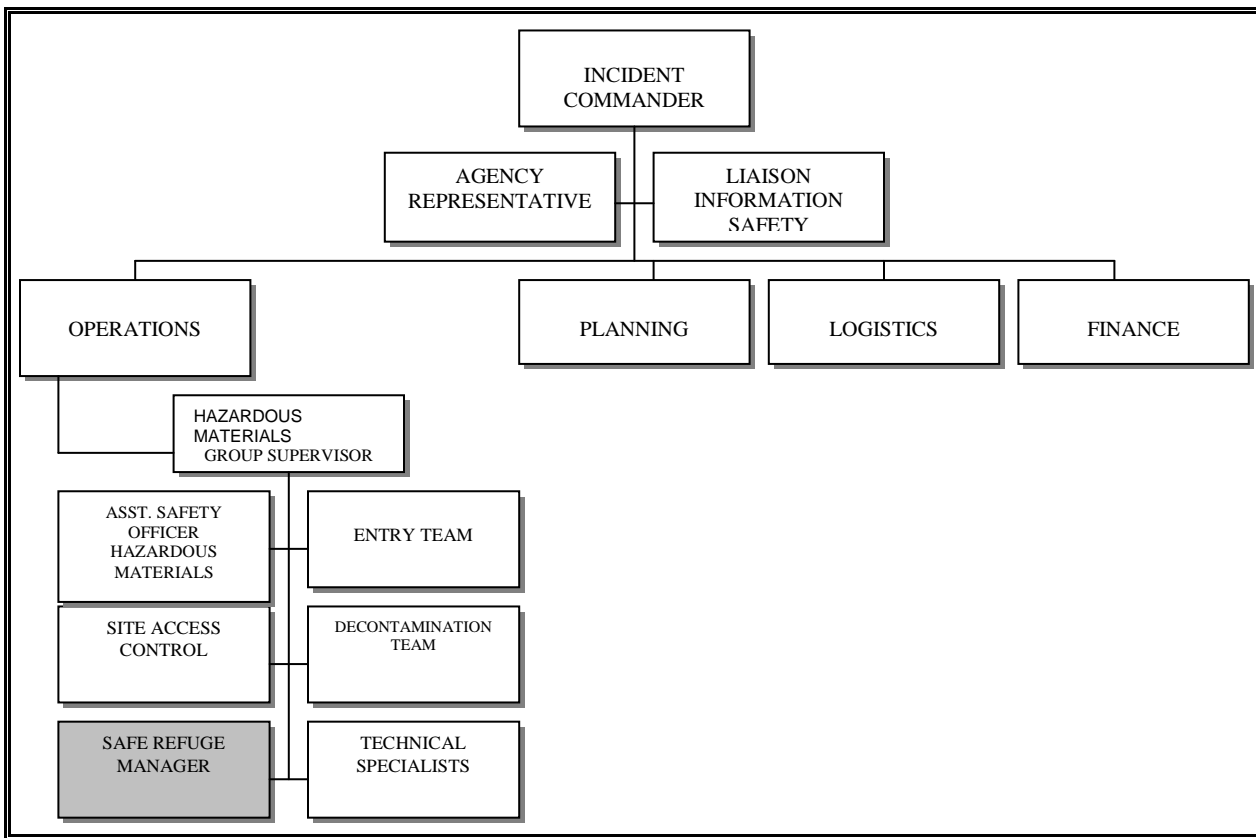 INCIDENT
COMMANDER
AGENCY
REPRESENTATIVE
LIAISON
INFORMATION
SAFETY
OPERATIONS
PLANNING
LOGISTICS
FINANCE
HAZARDOUS
MATERIALS
GROUP SUPERVISOR
ASST. SAFETY
OFFICER
HAZARDOUS
MATERIALS
ENTRY TEAM
SITE ACCESS
CONTROL
DECONTAMINATION
TEAM
SAFE REFUGE
MANAGER
TECHNICAL
SPECIALISTS